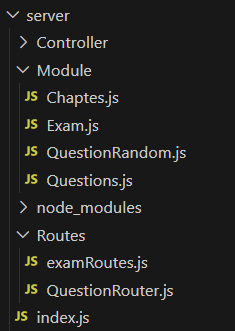 server
Controller
Module
JS Chaptes.js
JS Exam.js
JS QuestionRandom.js
JS Questions.js
node_modules
Routes
JS examRoutes.js
JS QuestionRouter.js
JS index.js